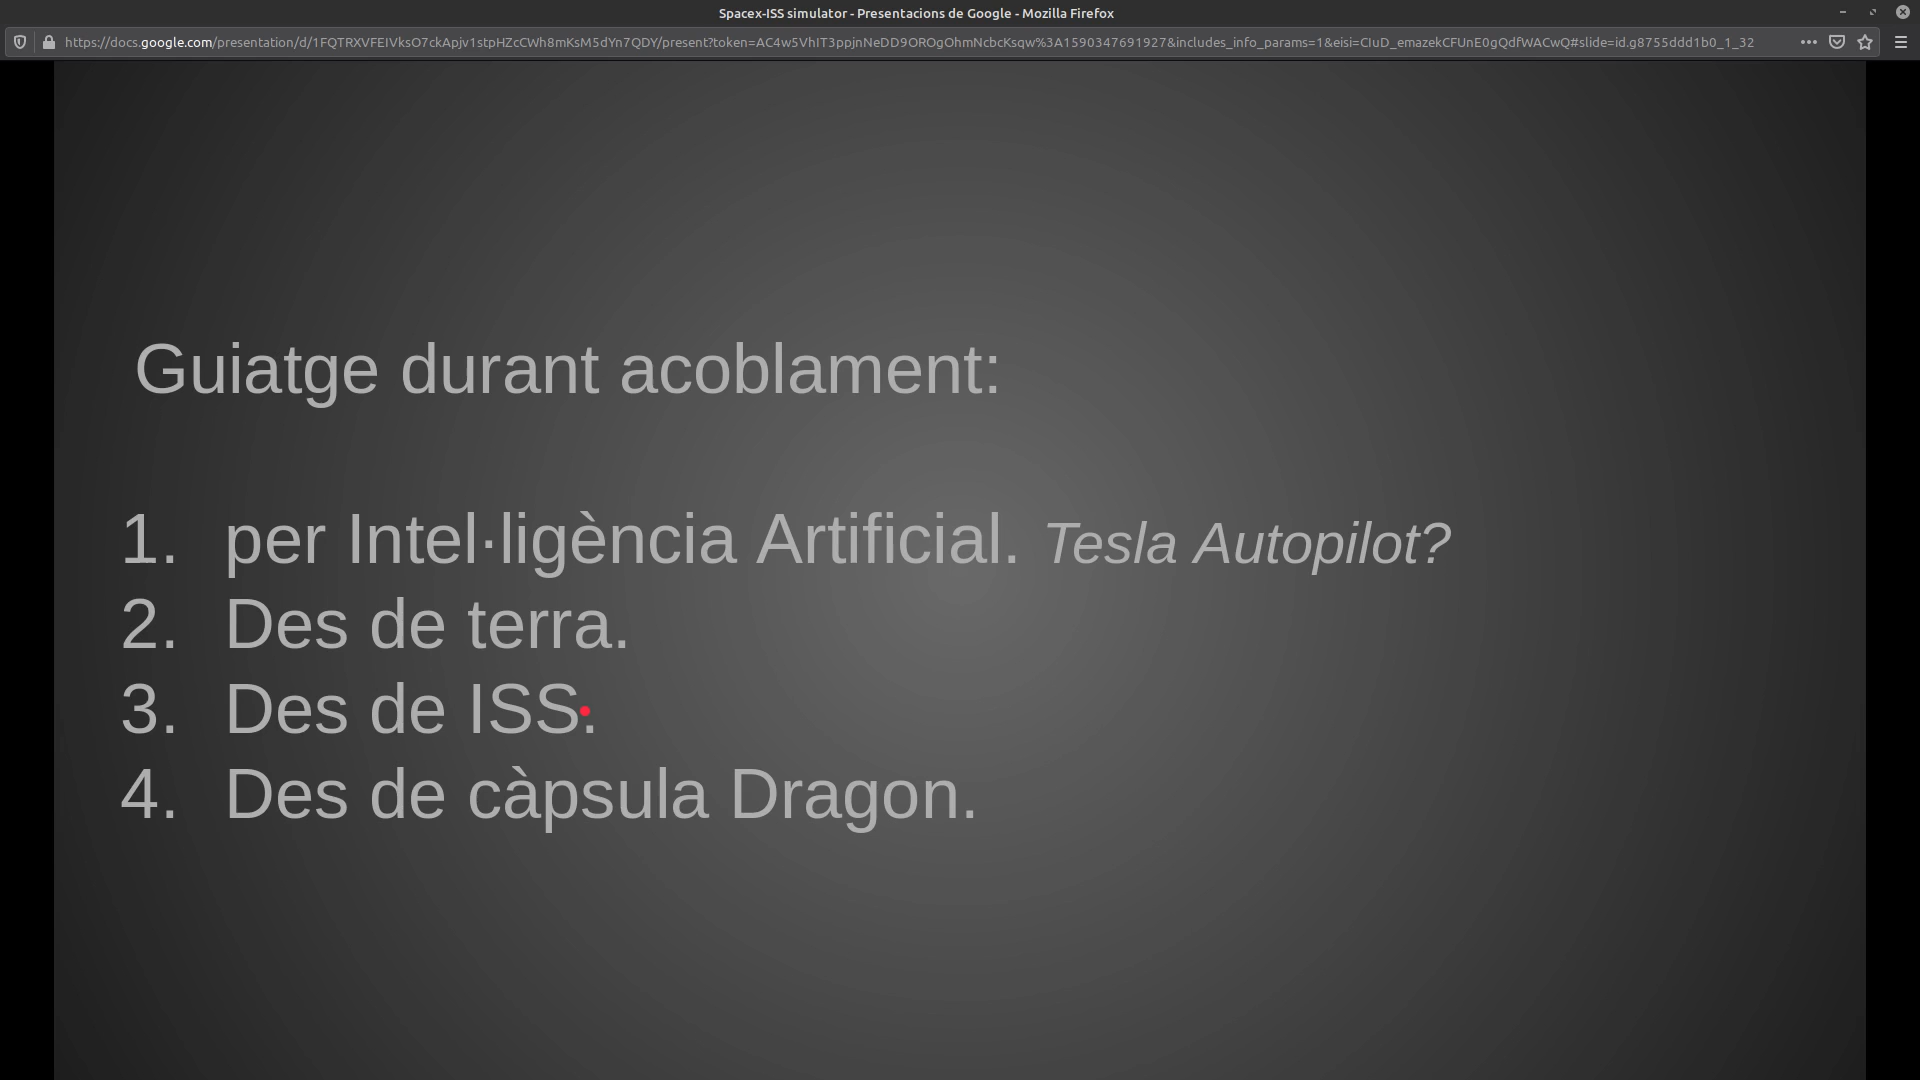 Spacex-ISS simulator - Presentacions de Google - Mozilla Firefox
https://docs.google.com/presentation/d/1FQTRXVFEIVksO7ckApjv1stpHZcCWh8mKsM5dYn7QDY/present?token=AC4w5VhIT3ppjnNeDD9OROgOhmNcbcKsqw%3A1590347691927&includes_info_params=1&eisi=CIuD_emazekCFUnE0gQdfWACwQ#slide=id.g8755ddd1b0_1_32
Guiatge durant acoblament:
1. per Intel·ligència Artificial. Tesla Autopilot?
2. Des de terra.
3. Des de ISS.
4. Des de càpsula Dragon.